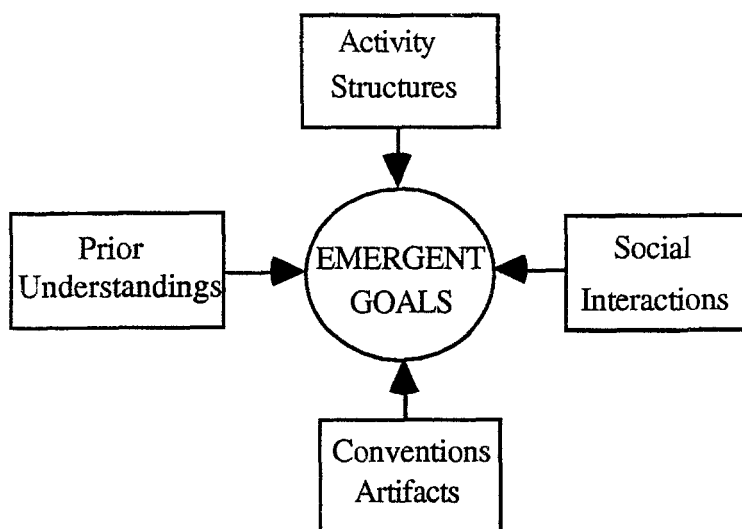 Activity
Structures
Prior
Understandings
EMERGENT
GOALS
Social
Interactions
Conventions
Artifacts